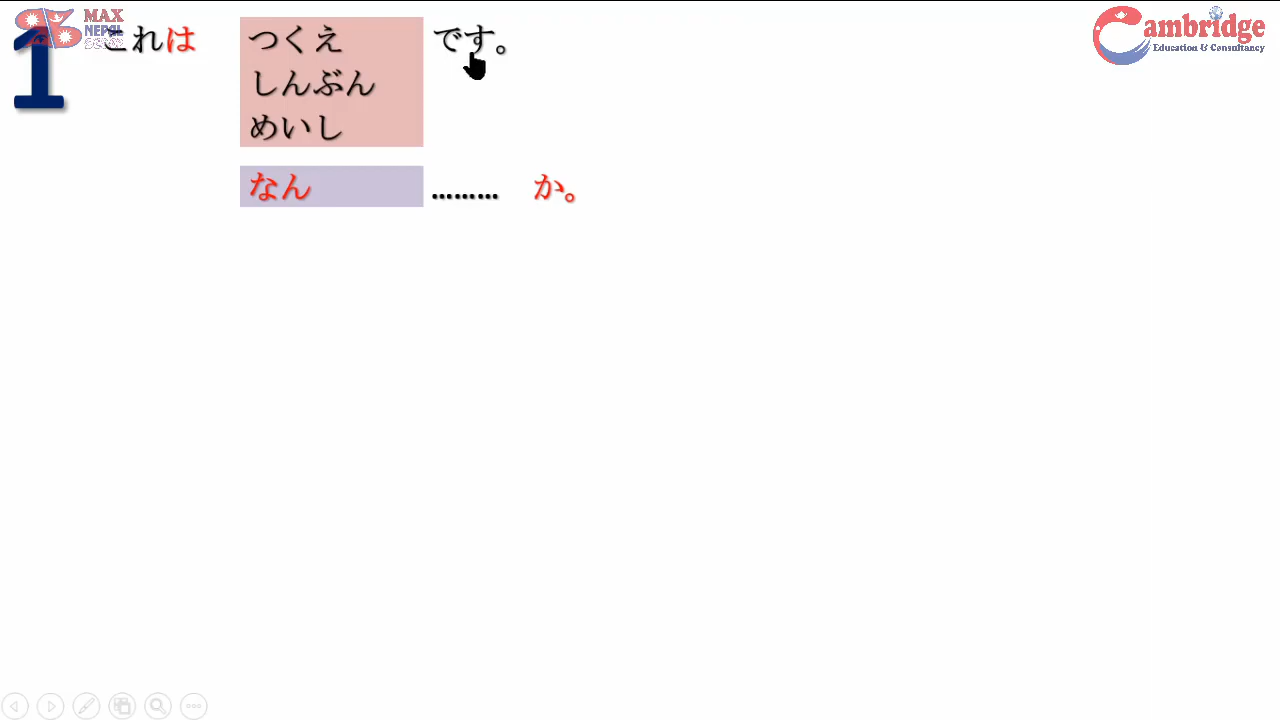 MAX
NEPAL
1 これは つくえ です。
しんぶん
めいし
なん ......... か。
Cambridge
Education & Consultancy